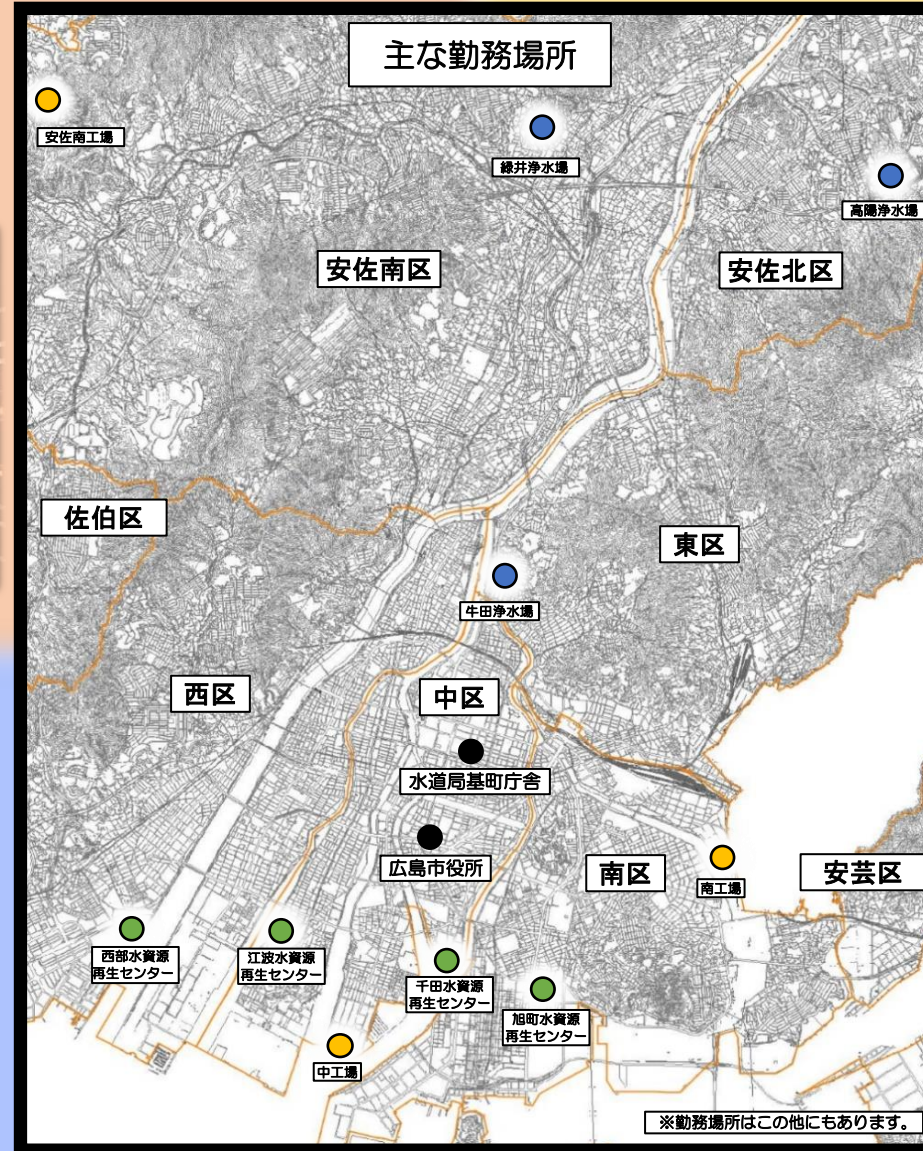 主な勤務場所
安佐南工場
緑井浄水場
高陽浄水場
安佐南区
安佐北区
佐伯区
東区
牛田浄水場
西区
中区
水道局基町庁舎
広島市役所
南区
南工場
安芸区
西部水資源
再生センター
江波水資源
再生センター
千田水資源
再生センター
旭町水資源
再生センター
中工場
※勤務場所はこの他にもあります。